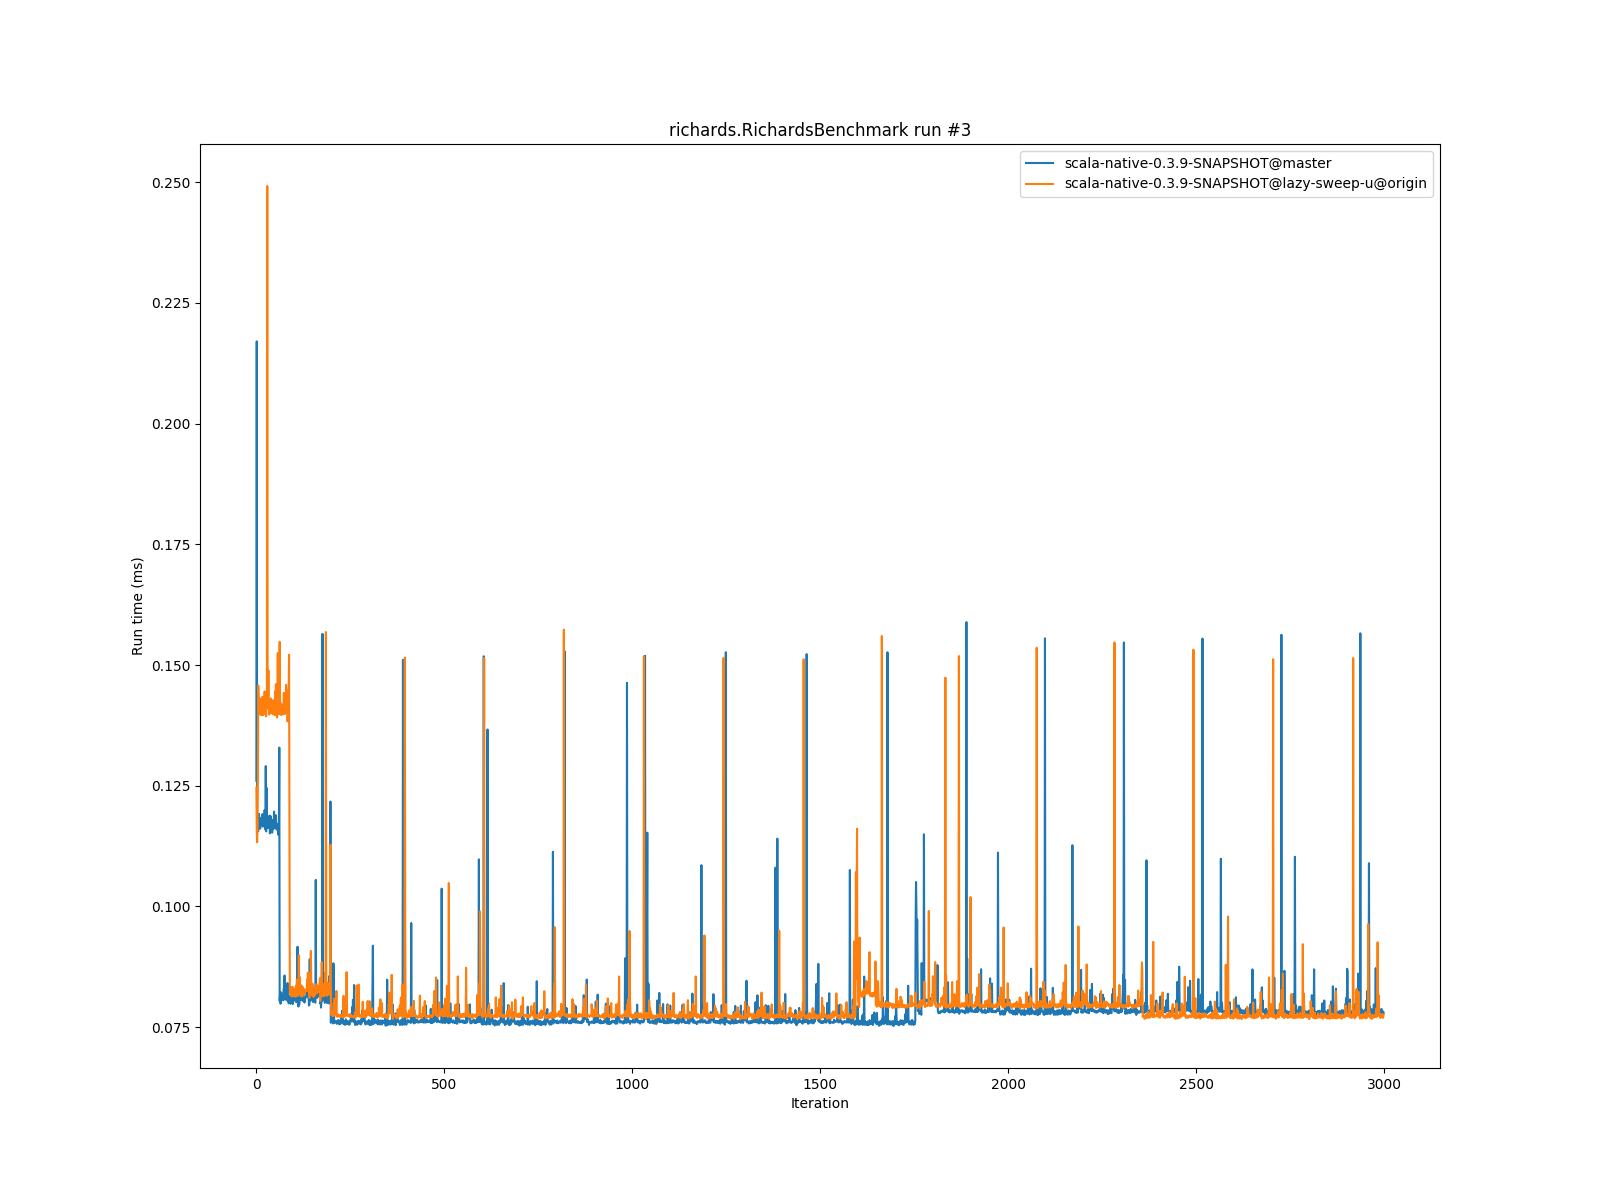 richards.RichardsBenchmark run #3
scala-native-0.3.9-SNAPSHOT@master
scala-native-0.3.9-SNAPSHOT@lazy-sweep-u@origin
Run time (ms)
0.250
0.225
0.200
0.175
0.150
0.125
0.100
0.075
0 500 1000 1500 2000 2500 3000
Iteration